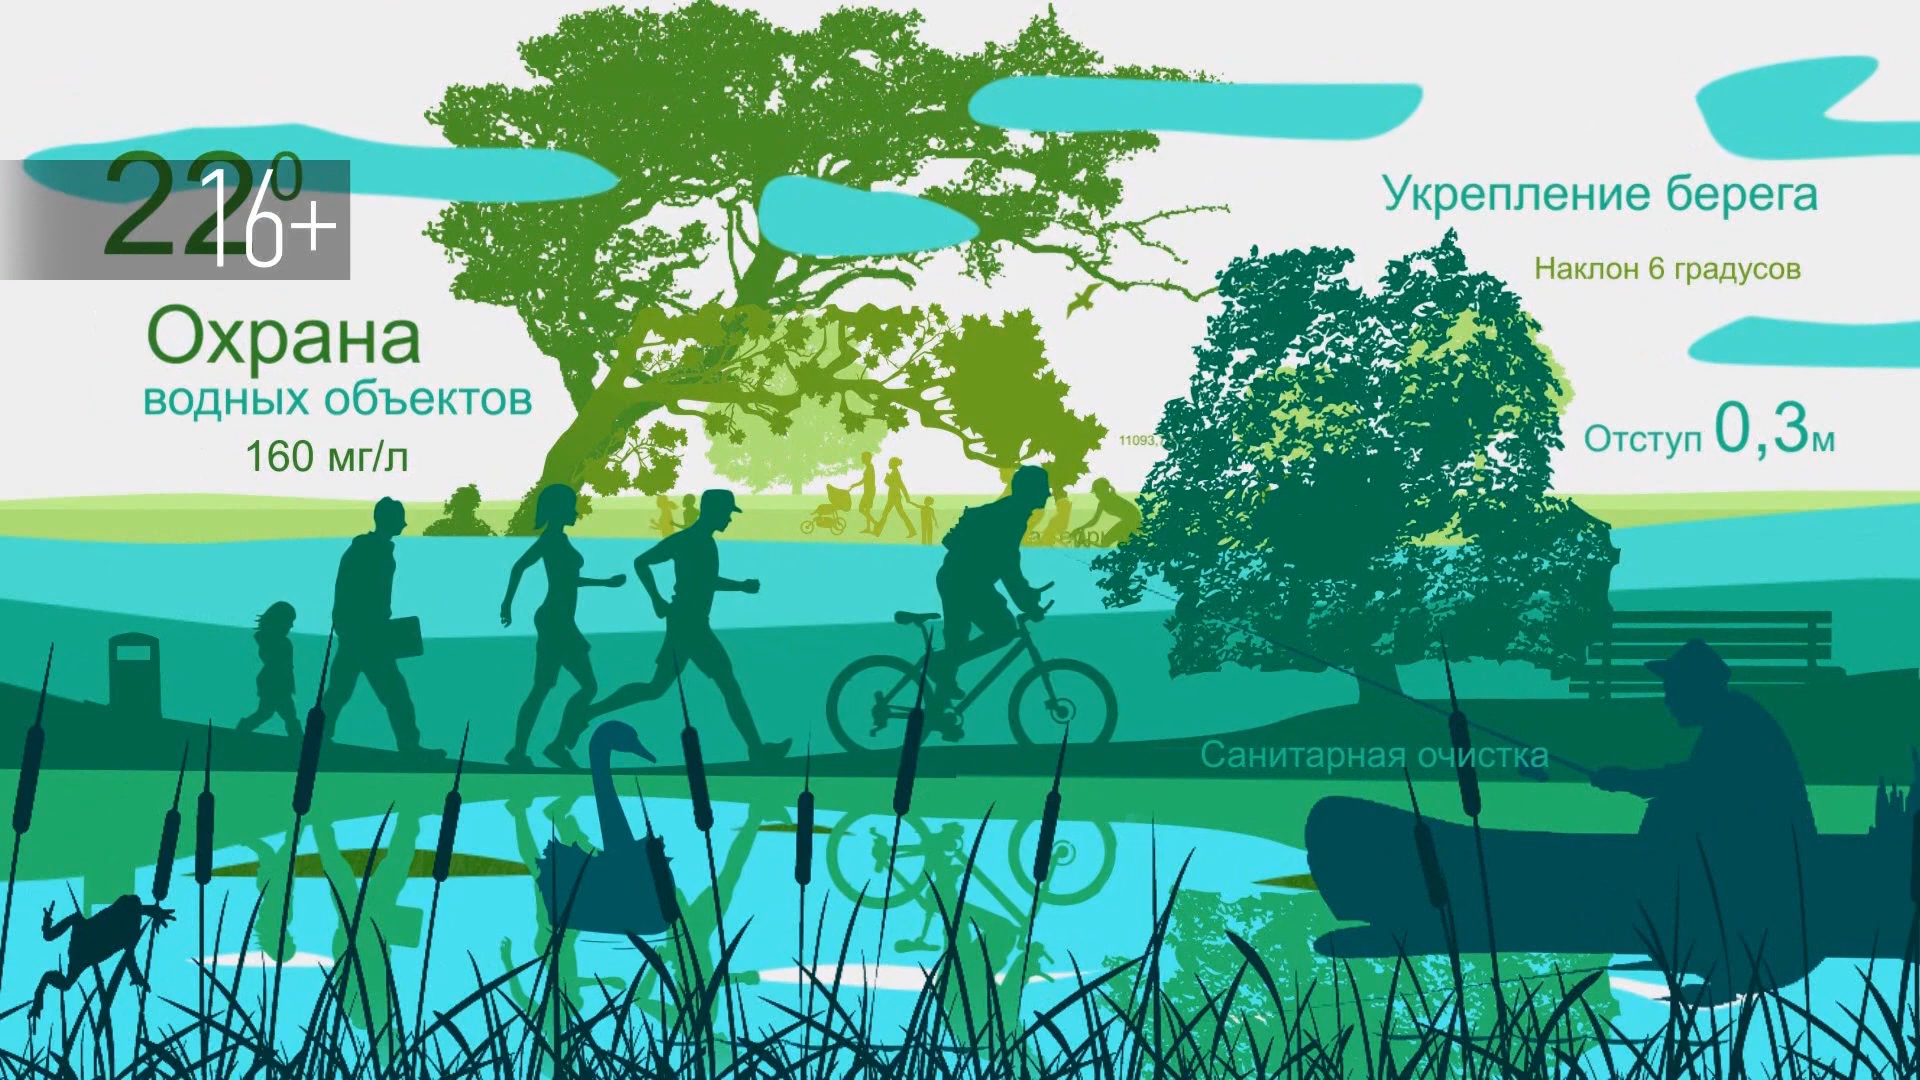 22⁰
16+
Охрана
водных объектов
160 мг/л
Укрепление берега
Наклон 6 градусов
Отступ 0,3м
Санитарная очистка